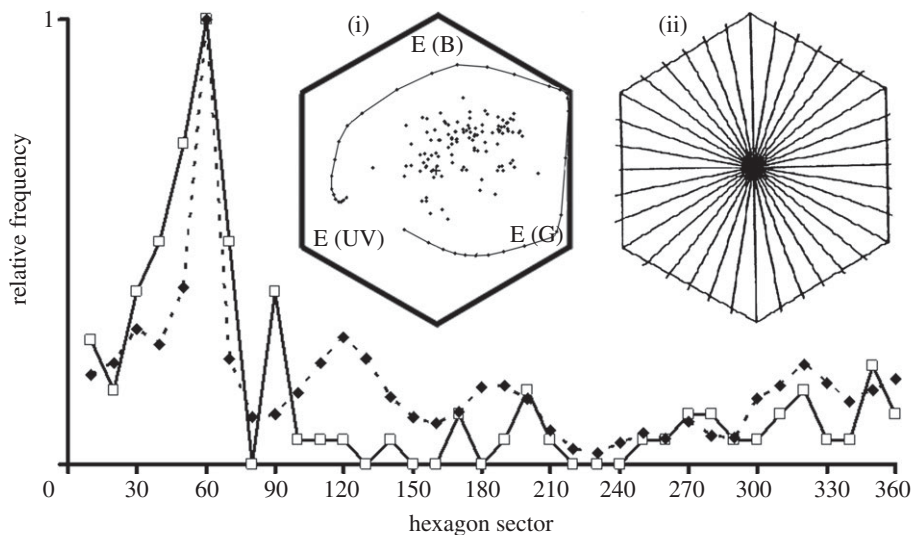 1
(i)
(ii)
E (B)
E (UV)
E (G)
relative frequency
0
30
60
90
120
150
180
210
240
270
300
330
360
hexagon sector